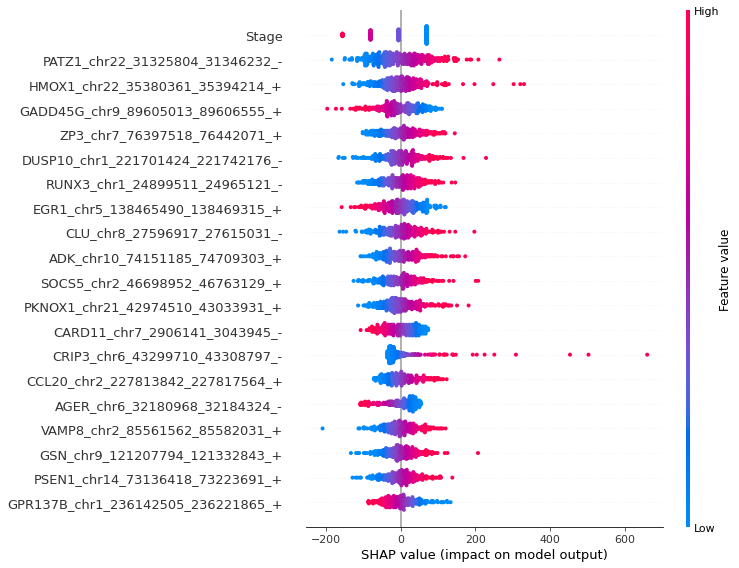 High
Stage
PATZ1_chr22_31325804_31346232_-
HMOX1_chr22_35380361_35394214_+
GADD45G_chr9_89605013_89606555_+
ZP3_chr7_76397518_76442071_+
DUSP10_chr1_221701424_221742176_-
RUNX3_chr1_24899511_24965121_-
EGR1_chr5_138465490_138469315_+
CLU_chr8_27596917_27615031_-
ADK_chr10_74151185_74709303_+
SOCS5_chr2_46698952_46763129_+
PKNOX1_chr21_42974510_43033931_+
CARD11_chr7_2906141_3043945_-
CRIP3_chr6_43299710_43308797_-
CCL20_chr2_227813842_227817564_+
AGER_chr6_32180968_32184324_-
VAMP8_chr2_85561562_85582031_+
GSN_chr9_121207794_121332843_+
PSEN1_chr14_73136418_73223691_+
GPR137B_chr1_236142505_236221865_+
Feature value
Low
−200 0 200 400 600
SHAP value (impact on model output)